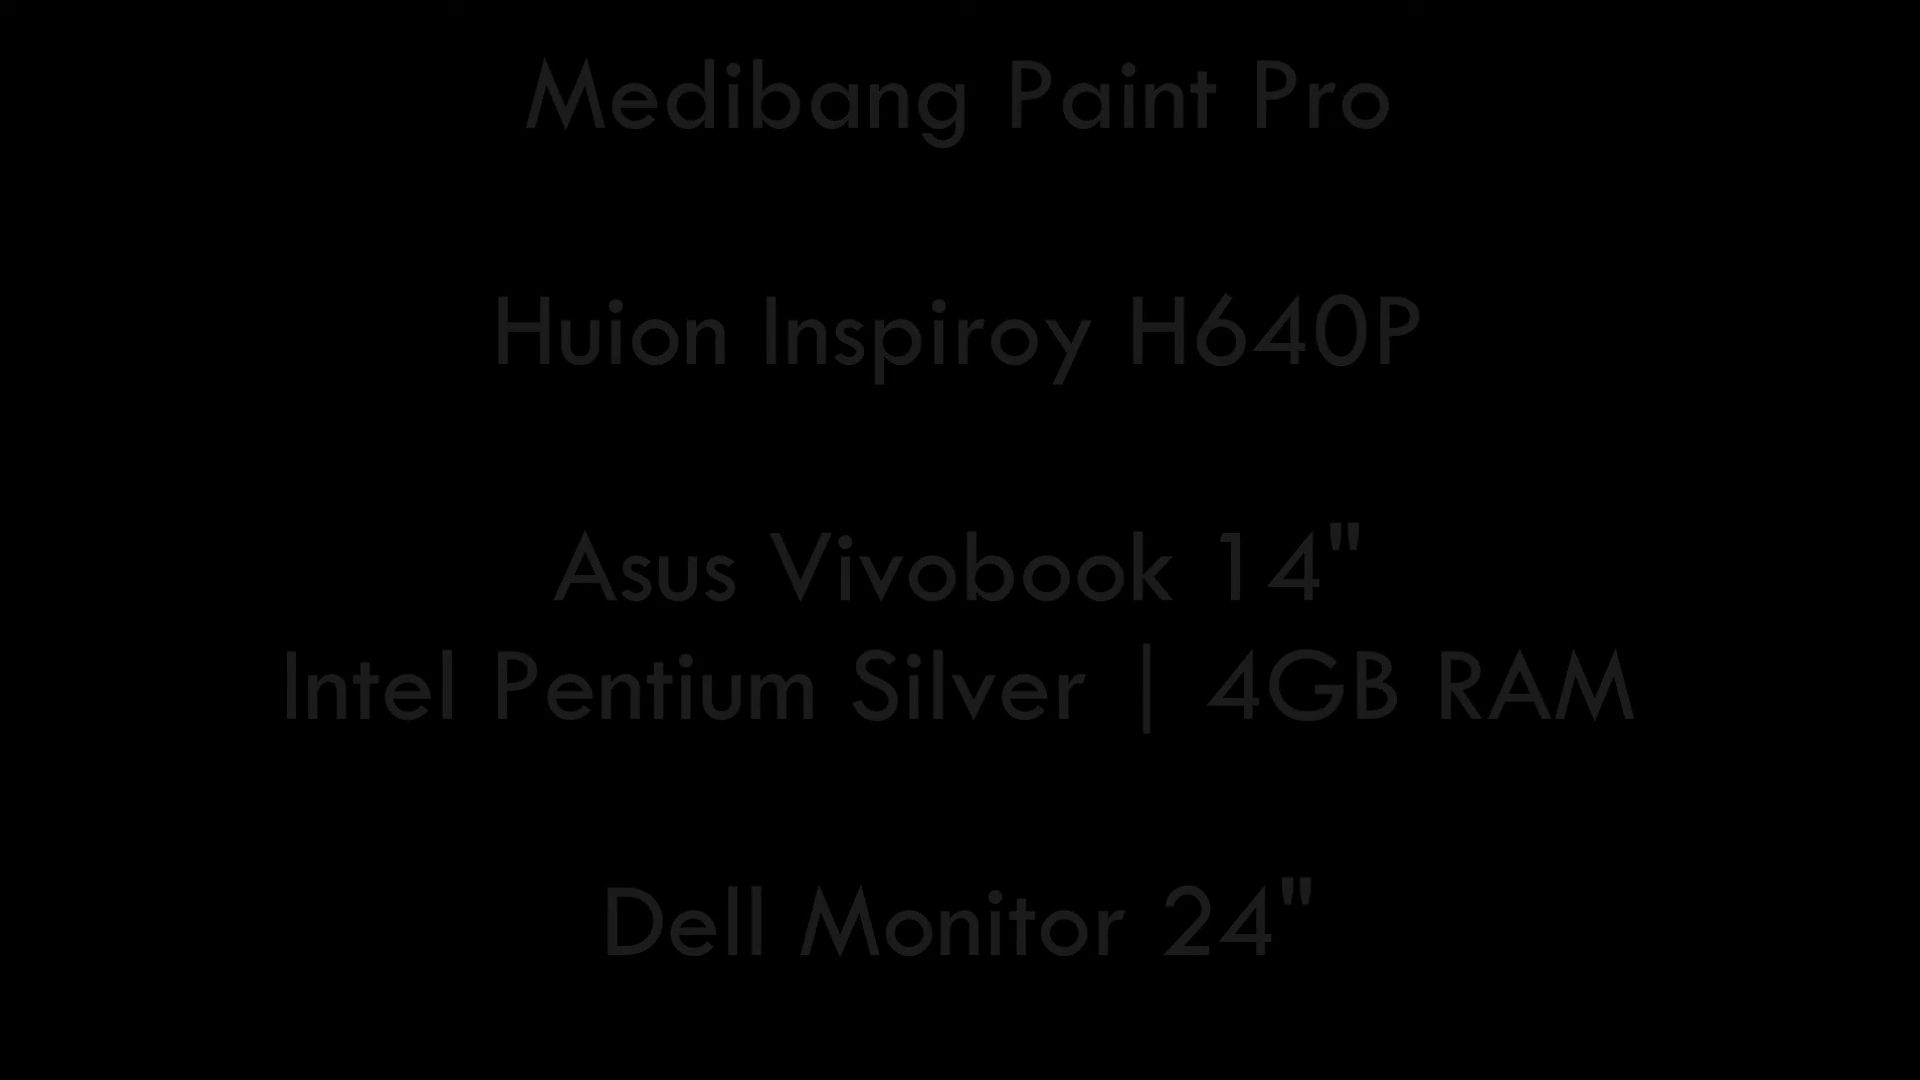 Medibang Paint Pro
Huion Inspiroy H640P
Asus Vivobook 14"
Intel Pentium Silver | 4GB RAM
Dell Monitor 24"